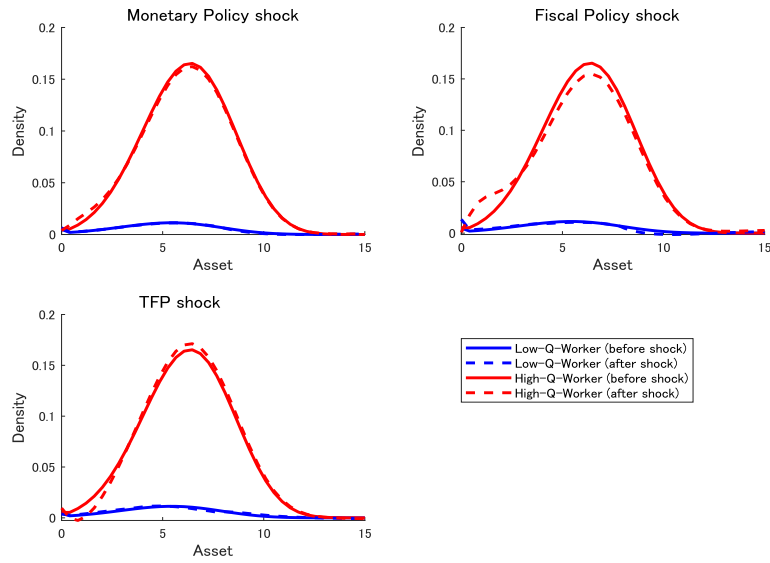 Monetary Policy shock
0.2
0.15
0.1
0.05
0
Density
0
5
10
15
Asset
Fiscal Policy shock
0.2
0.15
0.1
0.05
0
Density
0
5
10
15
Asset
TFP shock
0.2
0.15
0.1
0.05
0
Density
0
5
10
15
Asset
Low-Q-Worker (before shock)
Low-Q-Worker (after shock)
High-Q-Worker (before shock)
High-Q-Worker (after shock)